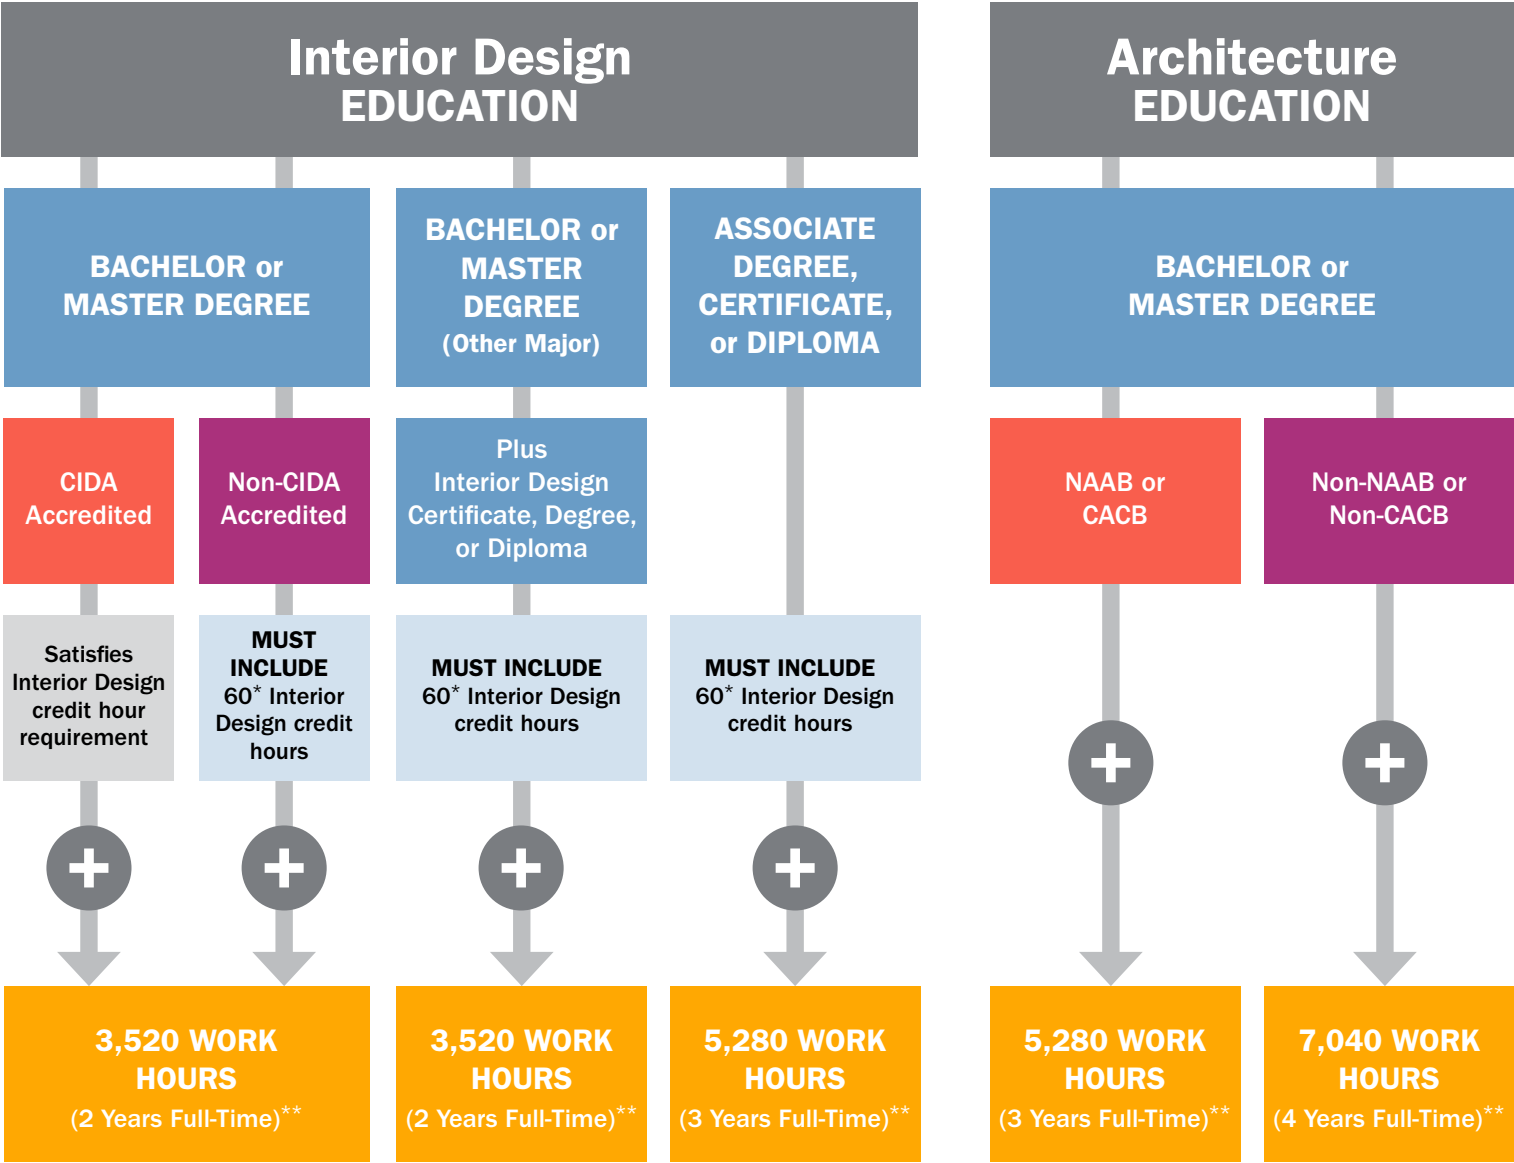 Interior Design
EDUCATION
Architecture
EDUCATION
BACHELOR or
MASTER DEGREE
BACHELOR or
MASTER
DEGREE
(Other Major)
ASSOCIATE
DEGREE,
CERTIFICATE,
or DIPLOMA
BACHELOR or
MASTER DEGREE
CIDA
Accredited
Non-CIDA
Accredited
Plus
Interior Design
Certificate, Degree,
or Diploma
NAAB or
CACB
Non-NAAB or
Non-CACB
Satisfies
Interior Design
credit hour
requirement
MUST
INCLUDE
60* Interior
Design credit
hours
MUST INCLUDE
60* Interior Design
credit hours
MUST INCLUDE
60* Interior Design
credit hours
3,520 WORK
HOURS
(2 Years Full-Time)**
3,520 WORK
HOURS
(2 Years Full-Time)**
5,280 WORK
HOURS
(3 Years Full-Time)**
5,280 WORK
HOURS
(3 Years Full-Time)**
7,040 WORK
HOURS
(4 Years Full-Time)**